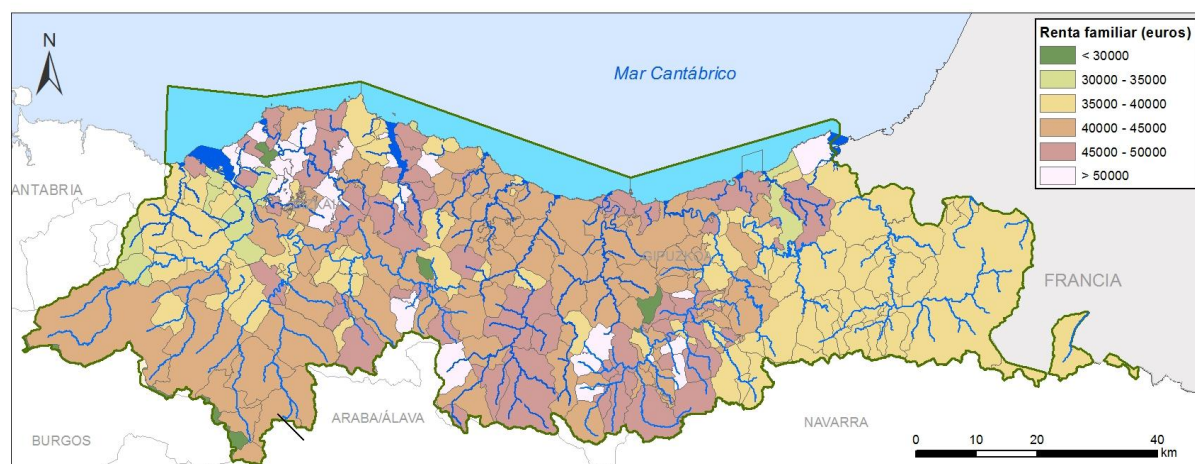 N
Mar Cantábrico
Renta familiar (euros)
< 30000
30000 - 35000
35000 - 40000
40000 - 45000
45000 - 50000
> 50000
ANTABRIA
GIPUZKOA
FRANCIA
ARABA/ÁLAVA
NAVARRA
BURGOS
0 10 20 40
km